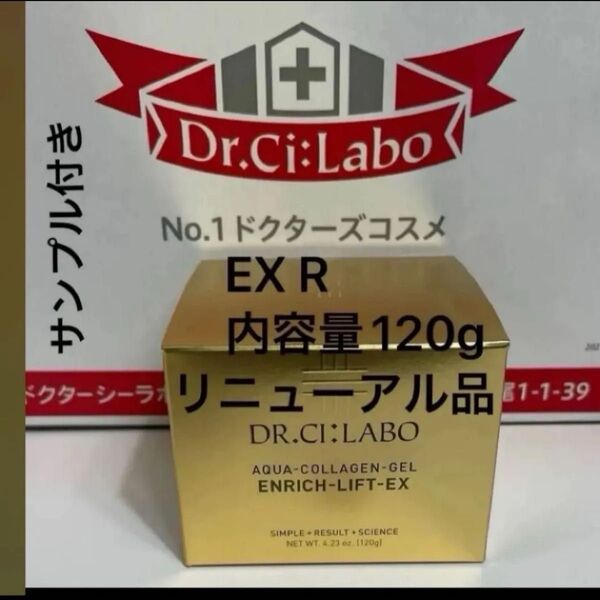 Dr.Ci:Labo
サンプル付き
No.1ドクターズコスメ
EX R
内容量120g
リニューアル品
ドクターシーラボ
1-1-39
DR.CI:LABO
AQUA-COLLAGEN-GEL
ENRICH-LIFT-EX
SIMPLE+RESULT+SCIENCE
NET WT. 4.23 oz. [120g]